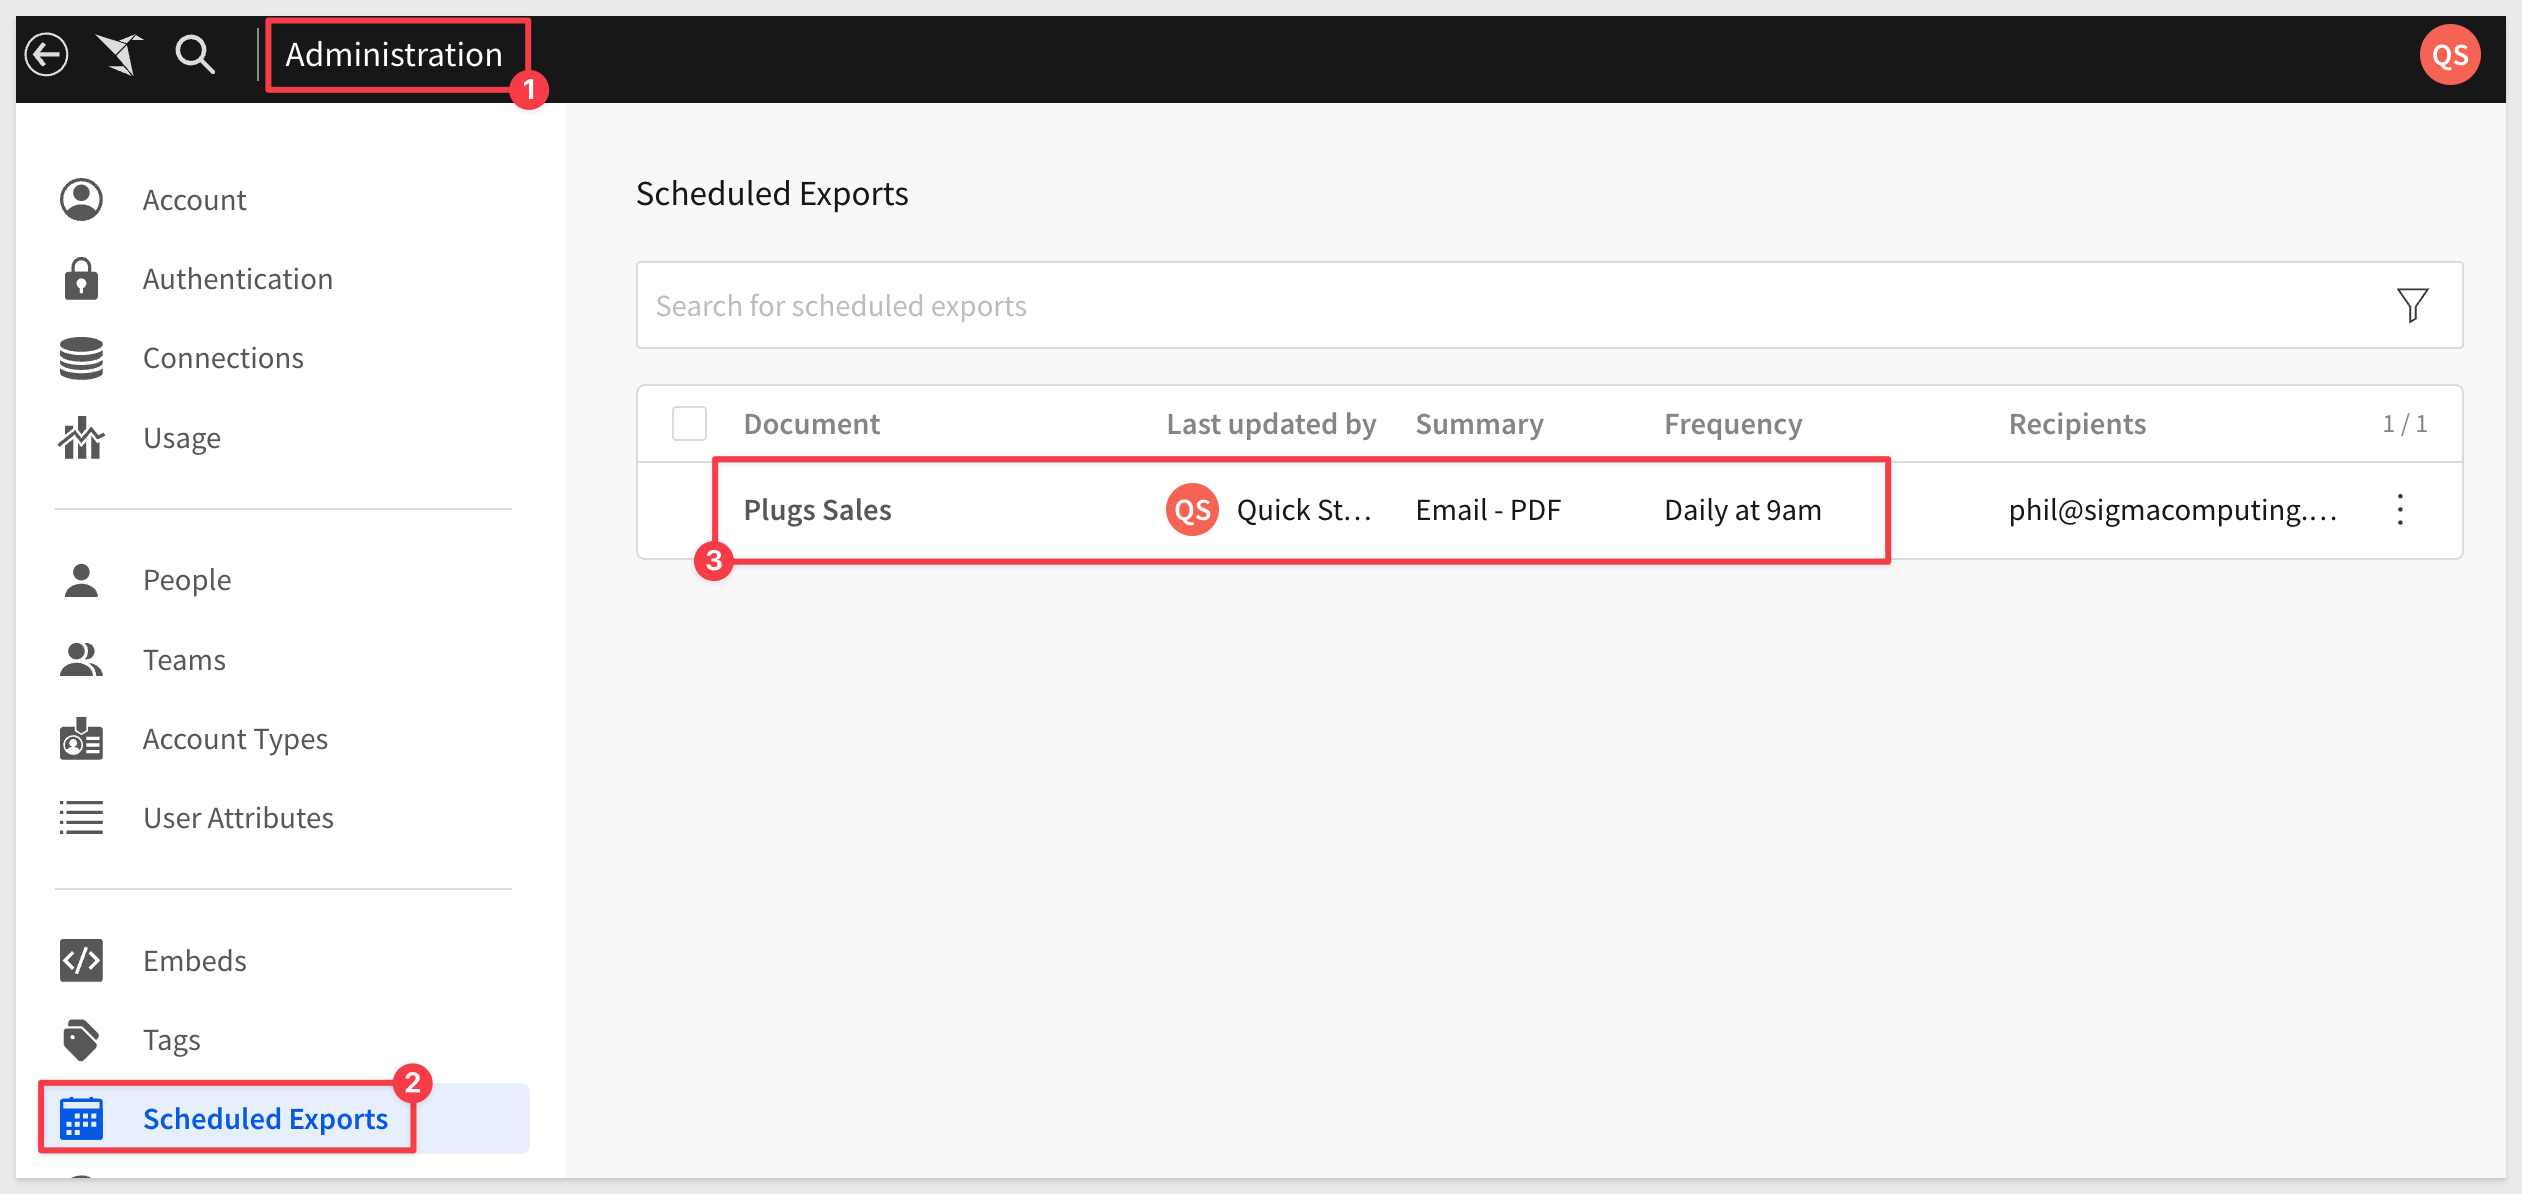 Administration
1
QS
Account
Authentication
Connections
Usage
People
Teams
Account Types
User Attributes
Embeds
Tags
2
Scheduled Exports
Scheduled Exports
Search for scheduled exports
Document Last updated by Summary Frequency Recipients 1 / 1
Plugs Sales QS Quick St... Email - PDF Daily at 9am phil@sigmacomputing....
3